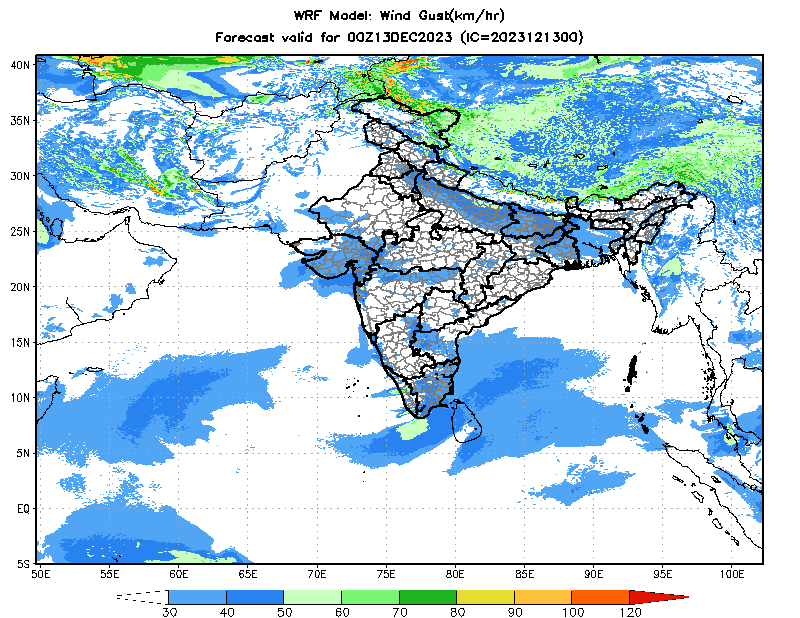 WRF Model: Wind Gust(km/hr)
Forecast valid for 00Z13DEC2023 (IC=2023121300)
40N
35N
30N
25N
20N
15N
10N
5N
EQ
5S
50E 55E 60E 65E 70E 75E 80E 85E 90E 95E 100E
30 40 50 60 70 80 90 100 120